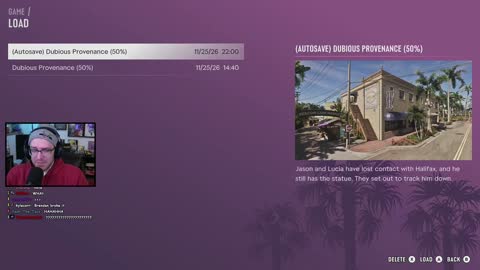 GAME /
LOAD
(Autosave) Dubious Provenance (50%) 11/25/26 22:00
Dubious Provenance (50%) 11/25/26 14:40
(AUTOSAVE) DUBIOUS PROVENANCE (50%)
Jason and Lucia have lost contact with Halifax, and he
still has the statue. They set out to track him down.
DELETE X LOAD A BACK B